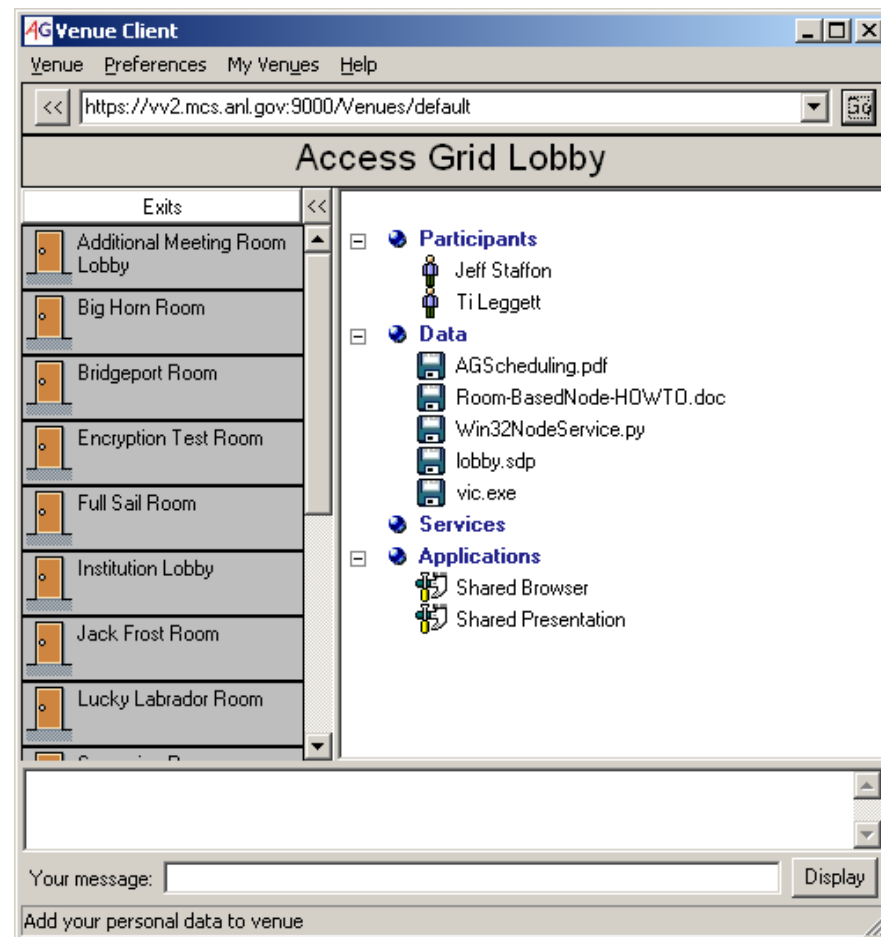 AG Venue Client
Venue Preferences My Venues Help
<< https://vv2.mcs.anl.gov:9000/Venues/default Go
Access Grid Lobby
Exits <<
Additional Meeting Room
Lobby
Big Horn Room
Bridgeport Room
Encryption Test Room
Full Sail Room
Institution Lobby
Jack Frost Room
Lucky Labrador Room
Participants
Jeff Staffon
Ti Leggett
Data
AGScheduling.pdf
Room-BasedNode-HOWTO.doc
Win32NodeService.py
lobby.sdp
vic.exe
Services
Applications
Shared Browser
Shared Presentation
Your message: Display
Add your personal data to venue